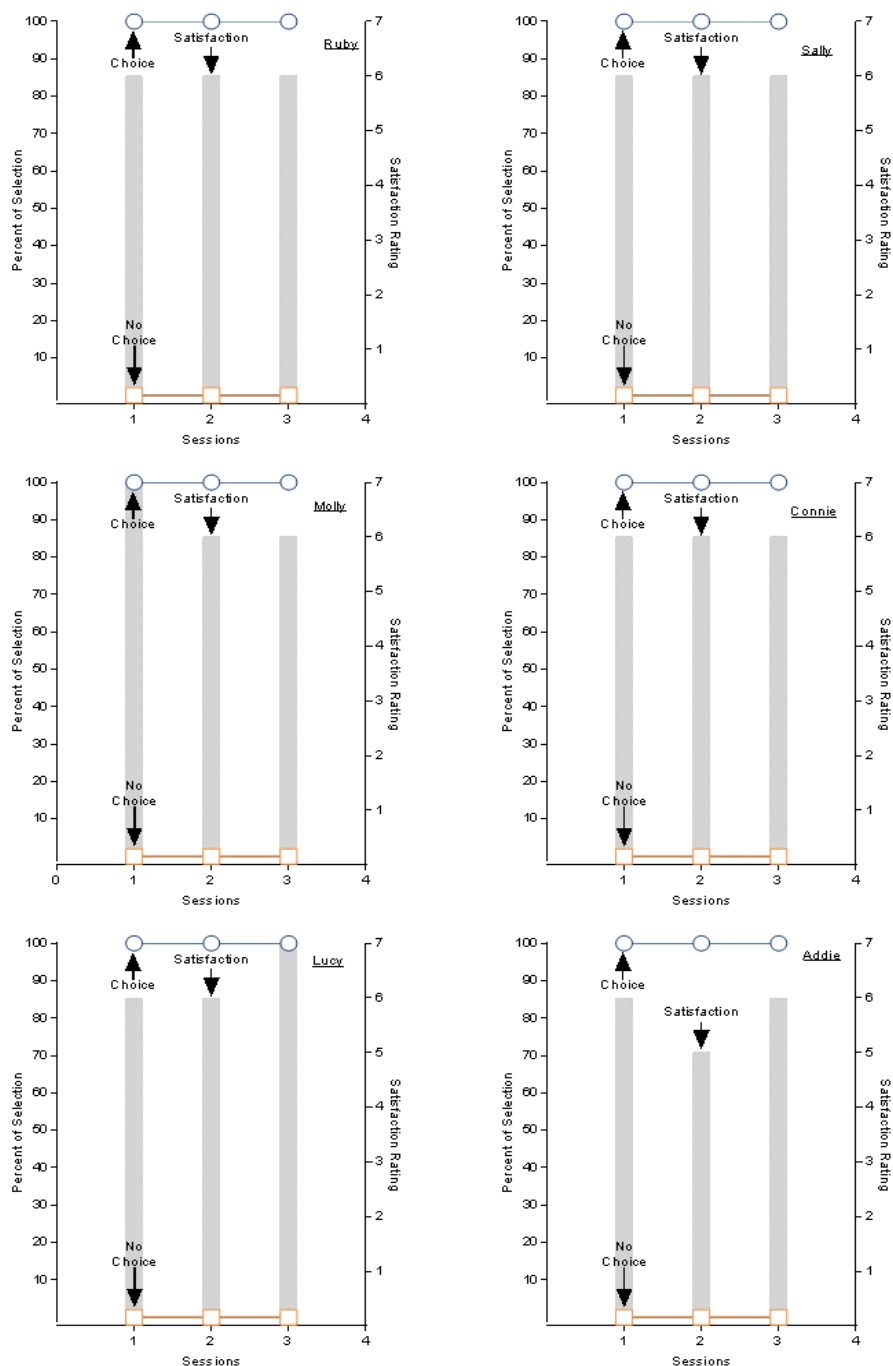 100
90
80
70
60
50
40
30
20
10
Percent of Selection
Satisfaction
Choice
No
Choice
Ruby
7
6
5
4
3
2
1
Satisfaction Rating
1 2 3 4
Sessions
100
90
80
70
60
50
40
30
20
10
Percent of Selection
Satisfaction
Choice
No
Choice
Sally
7
6
5
4
3
2
1
Satisfaction Rating
1 2 3 4
Sessions
100
90
80
70
60
50
40
30
20
10
Percent of Selection
Satisfaction
Choice
No
Choice
Molly
7
6
5
4
3
2
1
Satisfaction Rating
0 1 2 3 4
Sessions
100
90
80
70
60
50
40
30
20
10
Percent of Selection
Satisfaction
Choice
No
Choice
Connie
7
6
5
4
3
2
1
Satisfaction Rating
1 2 3 4
Sessions
100
90
80
70
60
50
40
30
20
10
Percent of Selection
Satisfaction
Choice
No
Choice
Lucy
7
6
5
4
3
2
1
Satisfaction Rating
1 2 3 4
Sessions
100
90
80
70
60
50
40
30
20
10
Percent of Selection
Choice
Satisfaction
No
Choice
Addie
7
6
5
4
3
2
1
Satisfaction Rating
1 2 3 4
Sessions